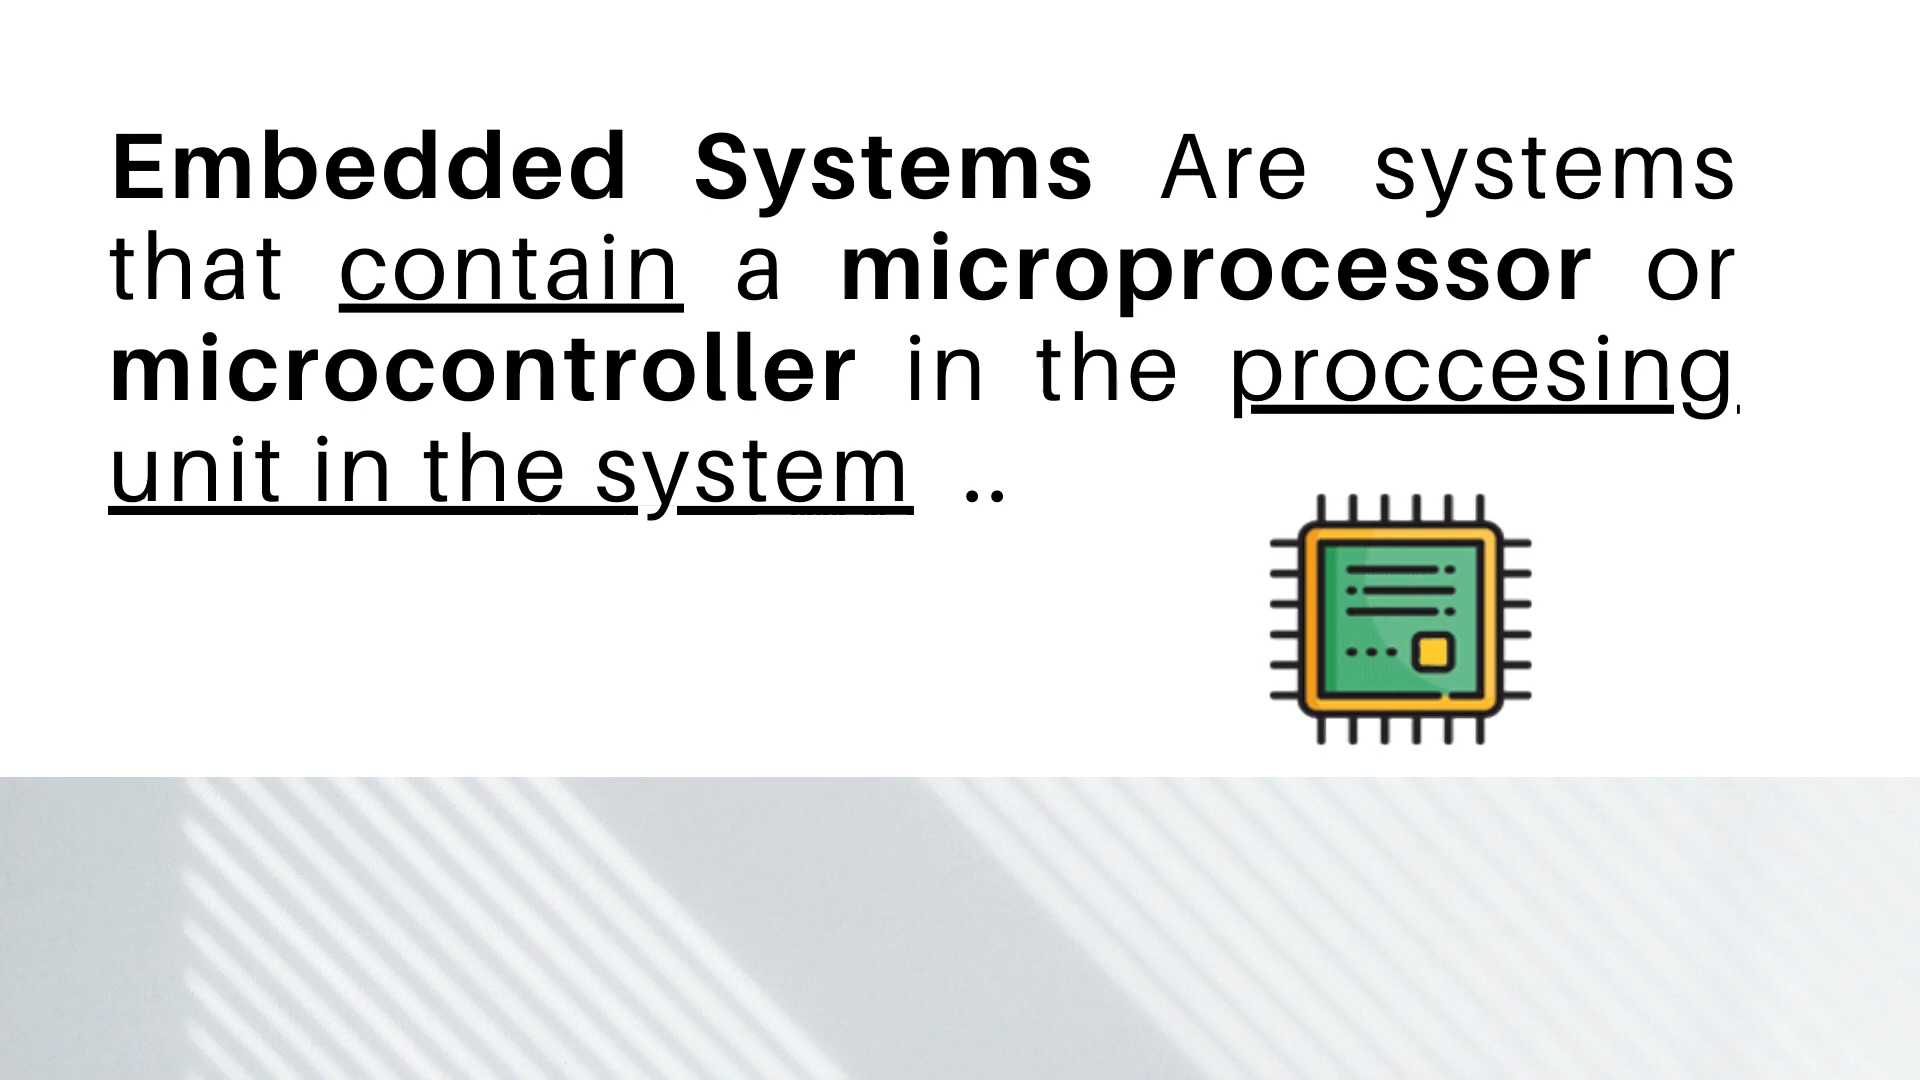 Embedded Systems Are systems
that contain a microprocessor or
microcontroller in the proccesing
unit in the system ..